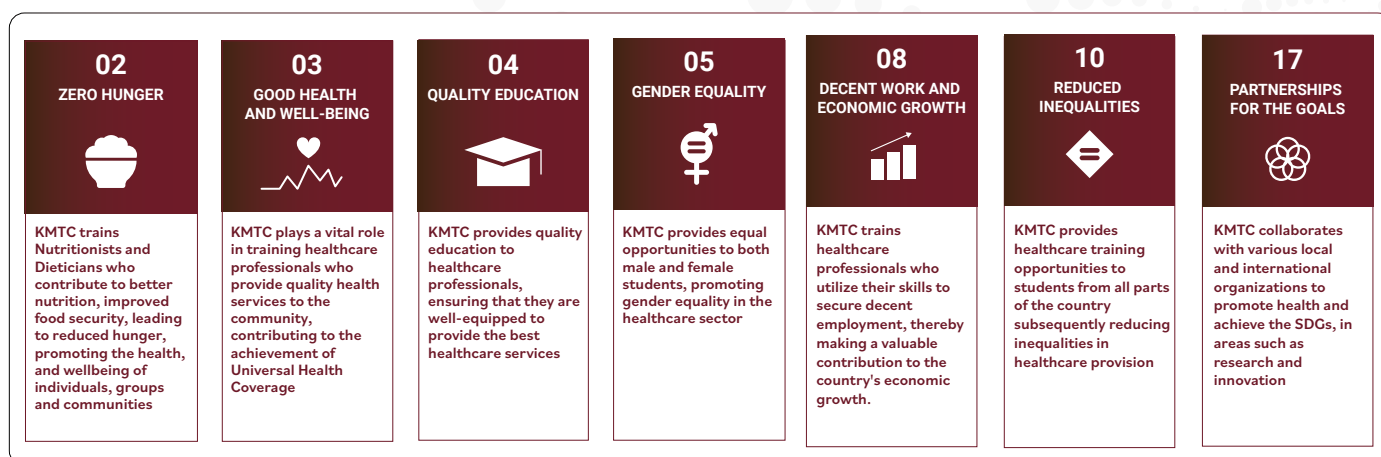 02
ZERO HUNGER
KMTC trains
Nutritionists and
Dieticians who
contribute to better
nutrition, improved
food security, leading
to reduced hunger,
promoting the health,
and wellbeing of
individuals, groups
and communities
03
GOOD HEALTH
AND WELL-BEING
KMTC plays a vital role
in training healthcare
professionals who
provide quality health
services to the
community,
contributing to the
achievement of
Universal Health
Coverage
04
QUALITY EDUCATION
KMTC provides quality
education to
healthcare
professionals,
ensuring that they are
well-equipped to
provide the best
healthcare services
05
GENDER EQUALITY
KMTC provides equal
opportunities to both
male and female
students, promoting
gender equality in the
healthcare sector
08
DECENT WORK AND
ECONOMIC GROWTH
KMTC trains
healthcare
professionals who
utilize their skills to
secure decent
employment, thereby
making a valuable
contribution to the
country's economic
growth.
10
REDUCED
INEQUALITIES
KMTC provides
healthcare training
opportunities to
students from all parts
of the country
subsequently reducing
inequalities in
healthcare provision
17
PARTNERSHIPS
FOR THE GOALS
KMTC collaborates
with various local
and international
organizations to
promote health and
achieve the SDGs, in
areas such as
research and
innovation